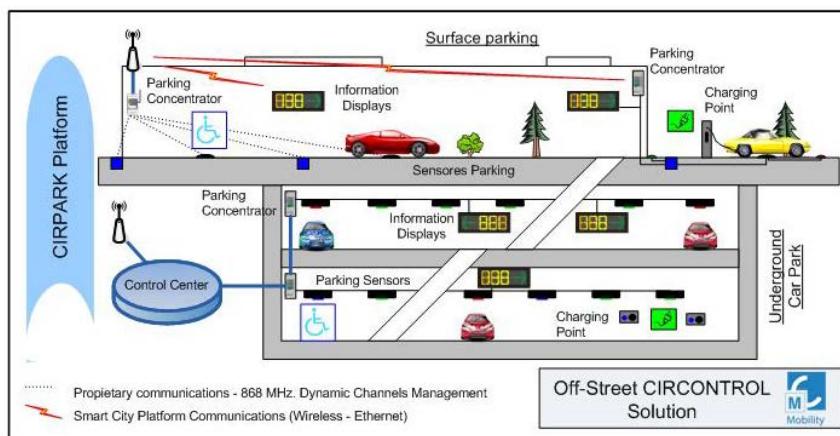 Surface parking
Parking
Concentrator
Information
Displays
Parking
Concentrator
Charging
Point
CIRPARK Platform
Sensores Parking
Parking
Concentrator
Information
Displays
Control Center
Parking Sensors
Charging
Point
Underground
Car Park
Propietary communications - 868 MHz. Dynamic Channels Management
Smart City Platform Communications (Wireless - Ethernet)
Off-Street CIRCONTROL
Solution
M
Mobility